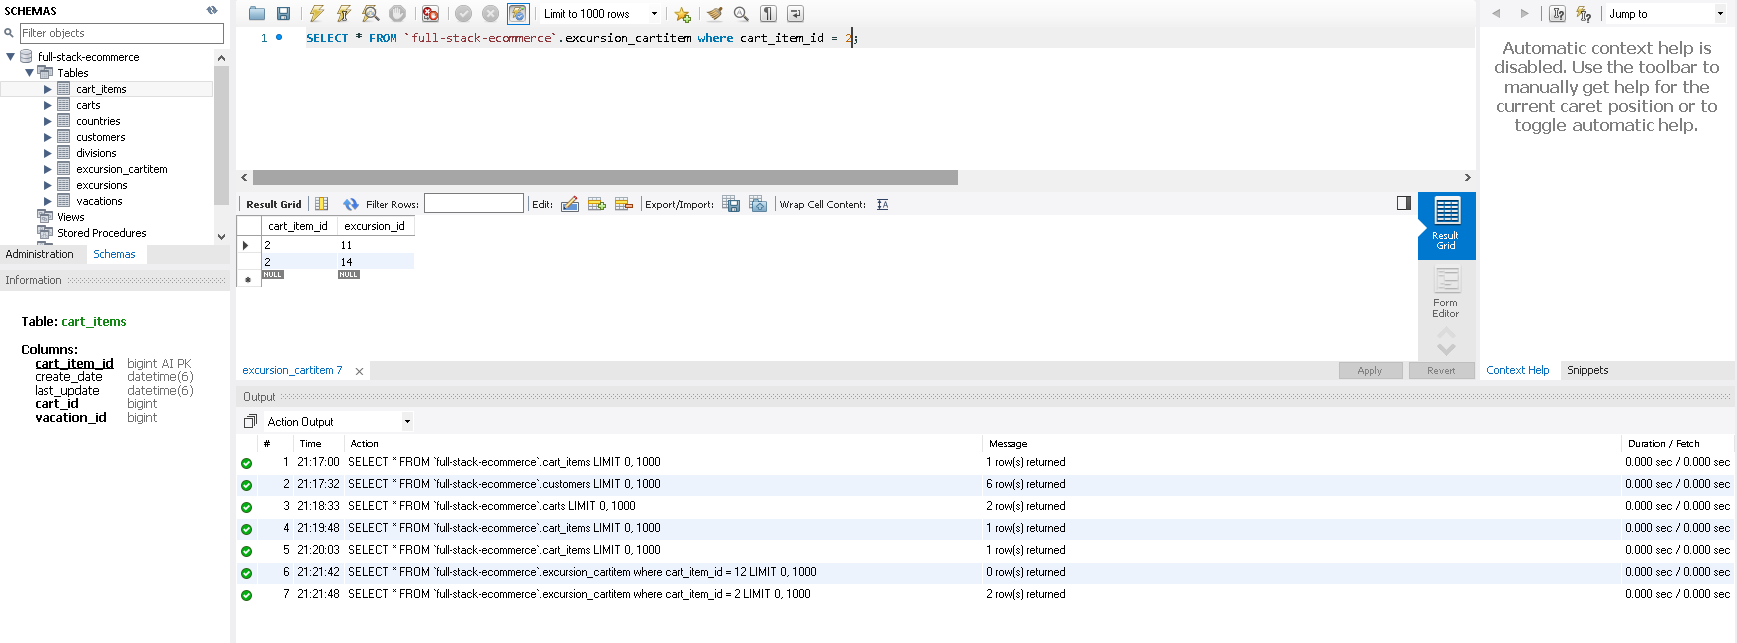 SCHEMAS
Filter objects
full-stack-ecommerce
Tables
cart_items
carts
countries
customers
divisions
excursion_cartitem
excursions
vacations
Views
Stored Procedures
Administration Schemas
Information
Table: cart_items
Columns:
cart_item_id bigint AI PK
create_date datetime(6)
last_update datetime(6)
cart_id bigint
vacation_id bigint
Limit to 1000 rows
1 SELECT * FROM `full-stack-ecommerce`.excursion_cartitem where cart_item_id = 2;
Result Grid Filter Rows: Edit: Export/Import: Wrap Cell Content:
cart_item_id excursion_id
2 11
2 14
NULL NULL
Result
Grid
Form
Editor
excursion_cartitem 7 Apply Revert
Output
Action Output
# Time Action Message Duration / Fetch
1 21:17:00 SELECT * FROM `full-stack-ecommerce`.cart_items LIMIT 0, 1000 1 row(s) returned 0.000 sec / 0.000 sec
2 21:17:32 SELECT * FROM `full-stack-ecommerce`.customers LIMIT 0, 1000 6 row(s) returned 0.000 sec / 0.000 sec
3 21:18:33 SELECT * FROM `full-stack-ecommerce`.carts LIMIT 0, 1000 2 row(s) returned 0.000 sec / 0.000 sec
4 21:19:48 SELECT * FROM `full-stack-ecommerce`.cart_items LIMIT 0, 1000 1 row(s) returned 0.000 sec / 0.000 sec
5 21:20:03 SELECT * FROM `full-stack-ecommerce`.cart_items LIMIT 0, 1000 1 row(s) returned 0.000 sec / 0.000 sec
6 21:21:42 SELECT * FROM `full-stack-ecommerce`.excursion_cartitem where cart_item_id = 12 LIMIT 0, 1000 0 row(s) returned 0.000 sec / 0.000 sec
7 21:21:48 SELECT * FROM `full-stack-ecommerce`.excursion_cartitem where cart_item_id = 2 LIMIT 0, 1000 2 row(s) returned 0.000 sec / 0.000 sec
Jump to
Automatic context help is
disabled. Use the toolbar to
manually get help for the
current caret position or to
toggle automatic help.
Context Help Snippets